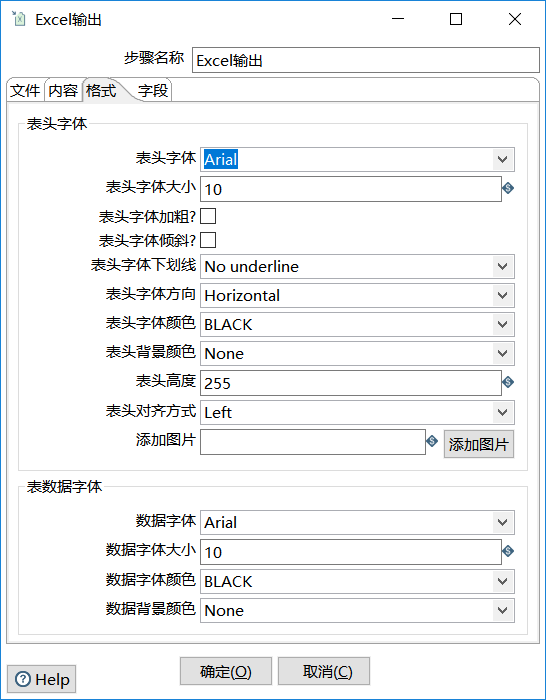 Excel输出
步骤名称 Excel输出
文件 内容 格式 字段
表头字体
表头字体 Arial
表头字体大小 10
表头字体加粗?
表头字体倾斜?
表头字体下划线 No underline
表头字体方向 Horizontal
表头字体颜色 BLACK
表头背景颜色 None
表头高度 255
表头对齐方式 Left
添加图片 添加图片
表数据字体
数据字体 Arial
数据字体大小 10
数据字体颜色 BLACK
数据背景颜色 None
Help 确定(O) 取消(C)